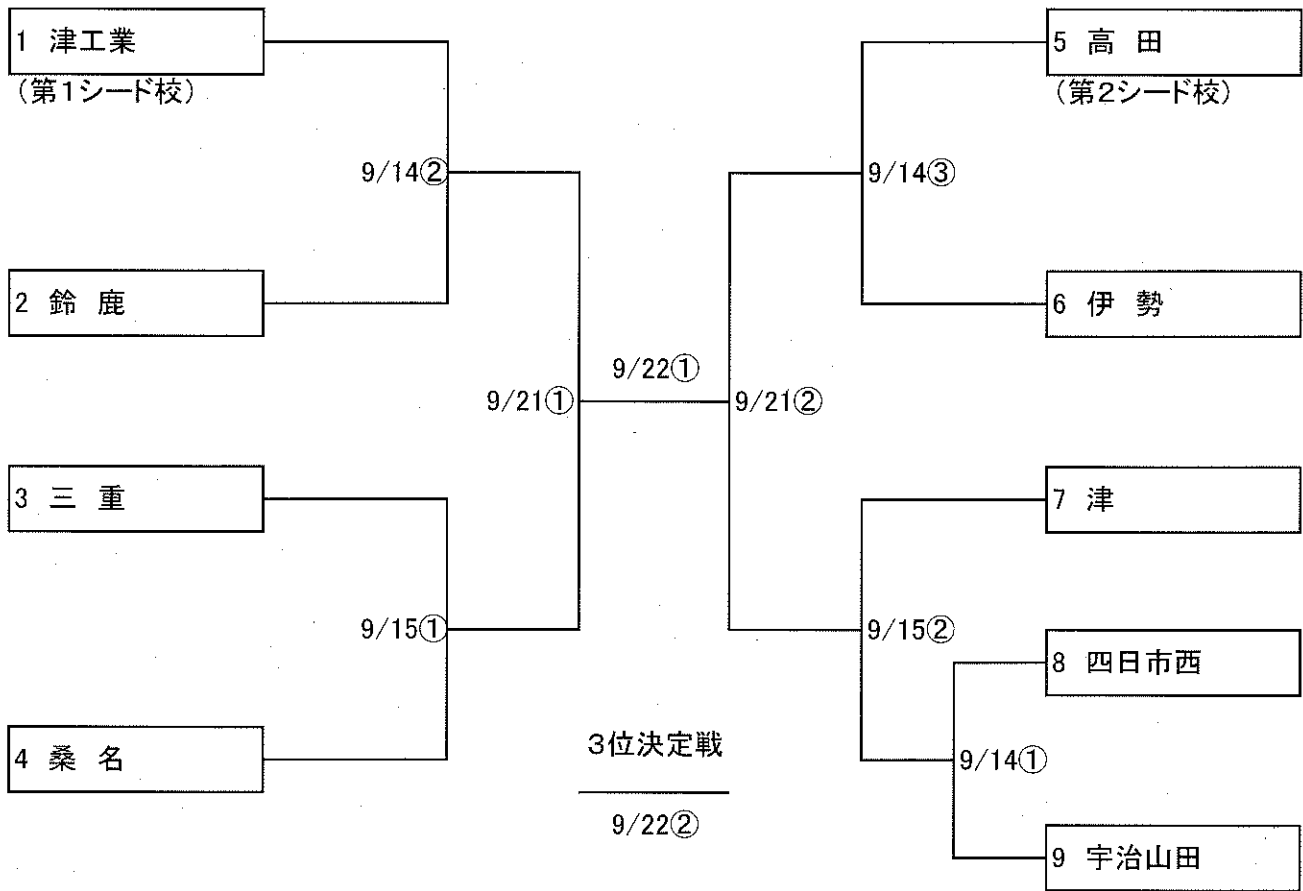 1 津工業
(第1シード校)
9/14②
2 鈴 鹿
9/21①
3 三 重
9/15①
4 桑 名
9/22①
3位決定戦
9/22②
5 高 田
(第2シード校)
9/14③
6 伊 勢
9/21②
7 津
9/15②
8 四日市西
9/14①
9 宇治山田